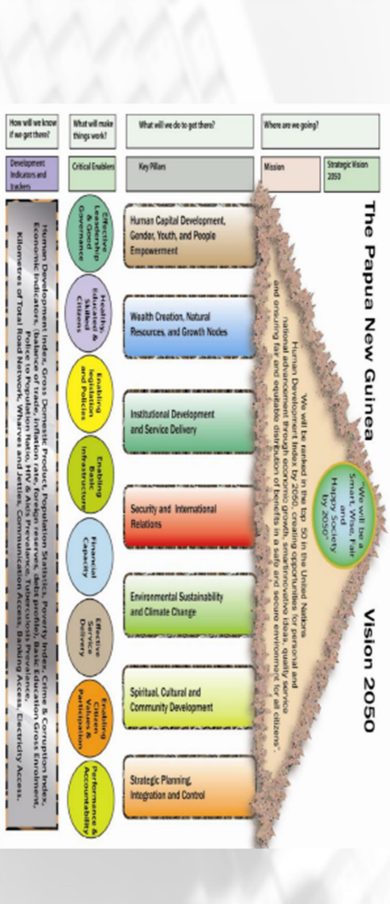 The Papua New Guinea Vision 2050
Where are we going?
Strategic Vision
2050
"We will be a
Smart, Wise, Fair
and
Happy Society
by 2050"
Mission
"We will be ranked in the top 50 in the United Nations
Human Development Index by 2050, creating opportunities for personal and
national advancement through economic growth, smart innovative ideas, quality service
and ensuring fair and equitable distribution of benefits in a safe and secure environment for all citizens".
What will we do to get there?
Key Pillars
Human Capital Development,
Gender, Youth, and People
Empowerment
Wealth Creation, Natural
Resources, and Growth Nodes
Institutional Development
and Service Delivery
Security and International
Relations
Environmental Sustainability
and Climate Change
Spiritual, Cultural and
Community Development
Strategic Planning,
Integration and Control
What will make
things work?
Critical Enablers
Effective
Leadership
& Good
Governance
Healthy,
Educated &
Skilled
Citizens
Enabling
legislation
and Policies
Enabling
Basic
Infrastructure
Financial
Capacity
Effective
Service
Delivery
Enabling
Citizen
Values &
Participation
Performance &
Accountability
How will we know
if we get there?
Development
Indicators and
trackers
Human Development Index, Gross Domestic Product, Population Statistics, Poverty Index, Crime & Corruption Index,
Economic Indicators, (balance of trade, inflation rate, foreign reserves, debt profile), Basic Education Gross Enrolment,
Police to Population Ratio, HIV & Aids Prevalence, Tuberculosis Prevalence,
Kilometres of Total Road Network, Wharves and Jetties, Communication Access, Banking Access, Electricity Access.